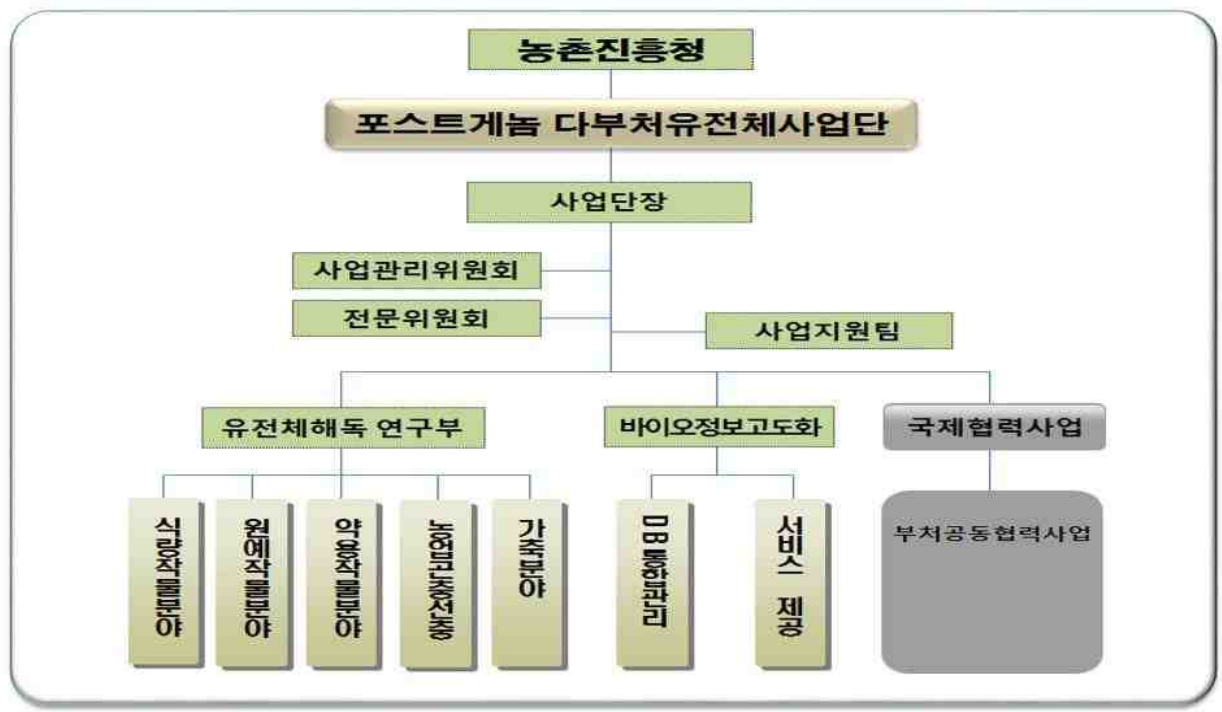 농촌진흥청
포스트게놈 다부처유전체사업단
사업단장
사업관리위원회
전문위원회
사업지원팀
유전체해독 연구부
바이오정보고도화
국제협력사업
식량작물분야
원예작물분야
약용작물분야
농업곤충선충
가축분야
DB통합관리
서비스 제공
부처공동협력사업